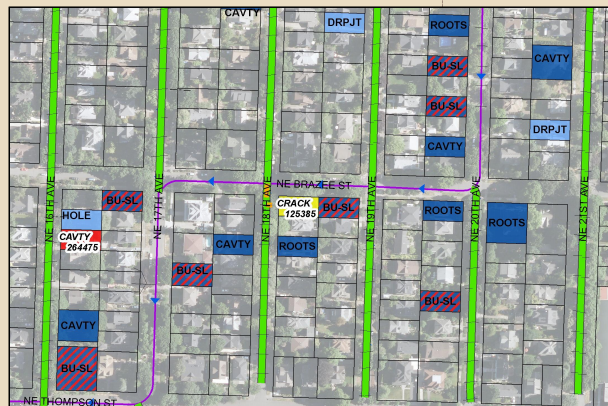 CAVTY
DRPJT
ROOTS
BU-SL
CAVTY
BU-SL
DRPJT
CAVTY
NE BRAZEE ST
NE 16TH AVE
NE 17TH AVE
NE 18TH AVE
NE 19TH AVE
NE 20TH AVE
NE 21ST AVE
BU-SL
HOLE
CAVTY
264475
CRACK
125385
BU-SL
ROOTS
ROOTS
CAVTY
ROOTS
BU-SL
BU-SL
CAVTY
BU-SL
NE THOMPSON ST